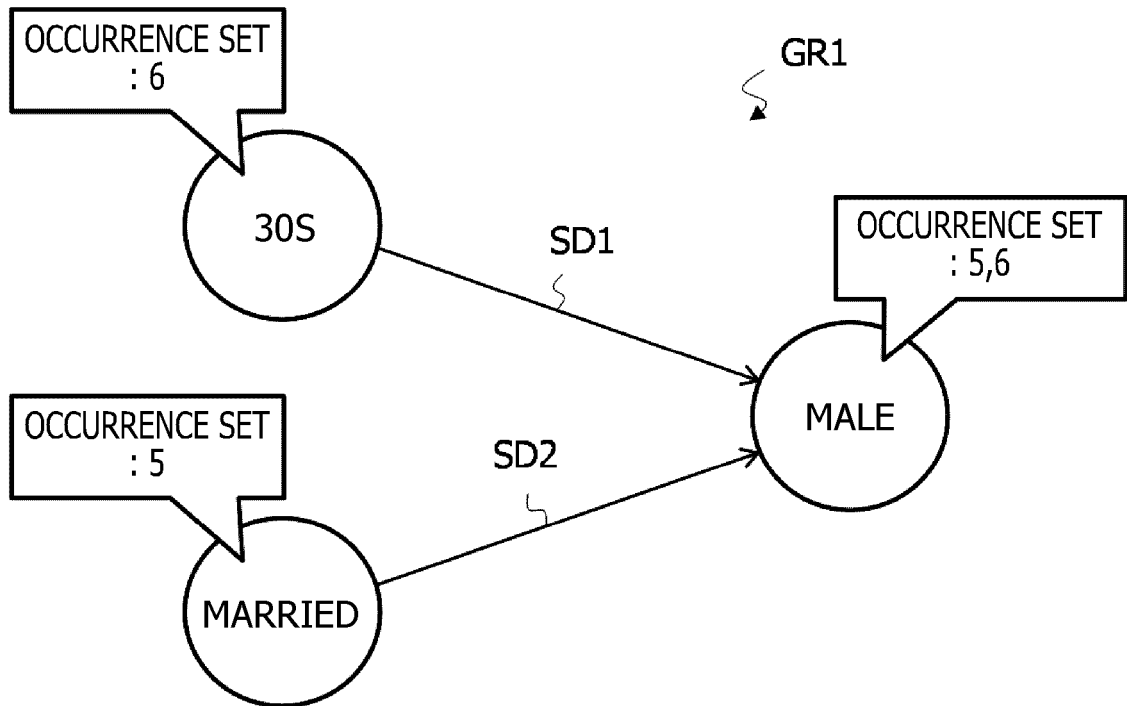 OCCURRENCE SET
: 6
GR1
30S
SD1
OCCURRENCE SET
: 5,6
MALE
OCCURRENCE SET
: 5
SD2
MARRIED